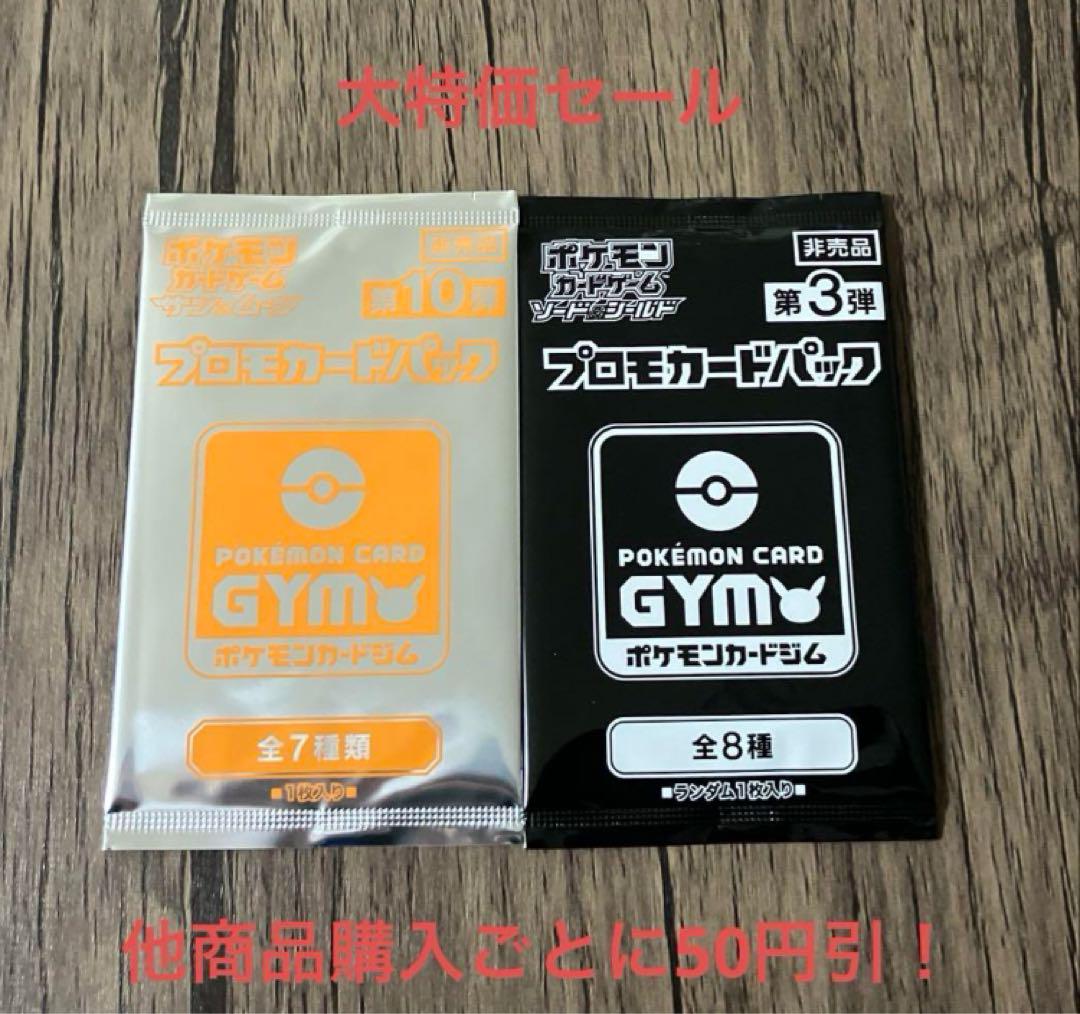 大特価セール
ポケモン
カードゲーム
サン&ムーン
非売品
第10弾
プロモカードパック
POKÉMON CARD
GYM
ポケモンカードジム
全7種類
■1枚入り■
ポケモン
カードゲーム
ソード&シールド
非売品
第3弾
プロモカードパック
POKÉMON CARD
GYM
ポケモンカードジム
全8種
■ランダム1枚入り■
他商品購入ごとに50円引！